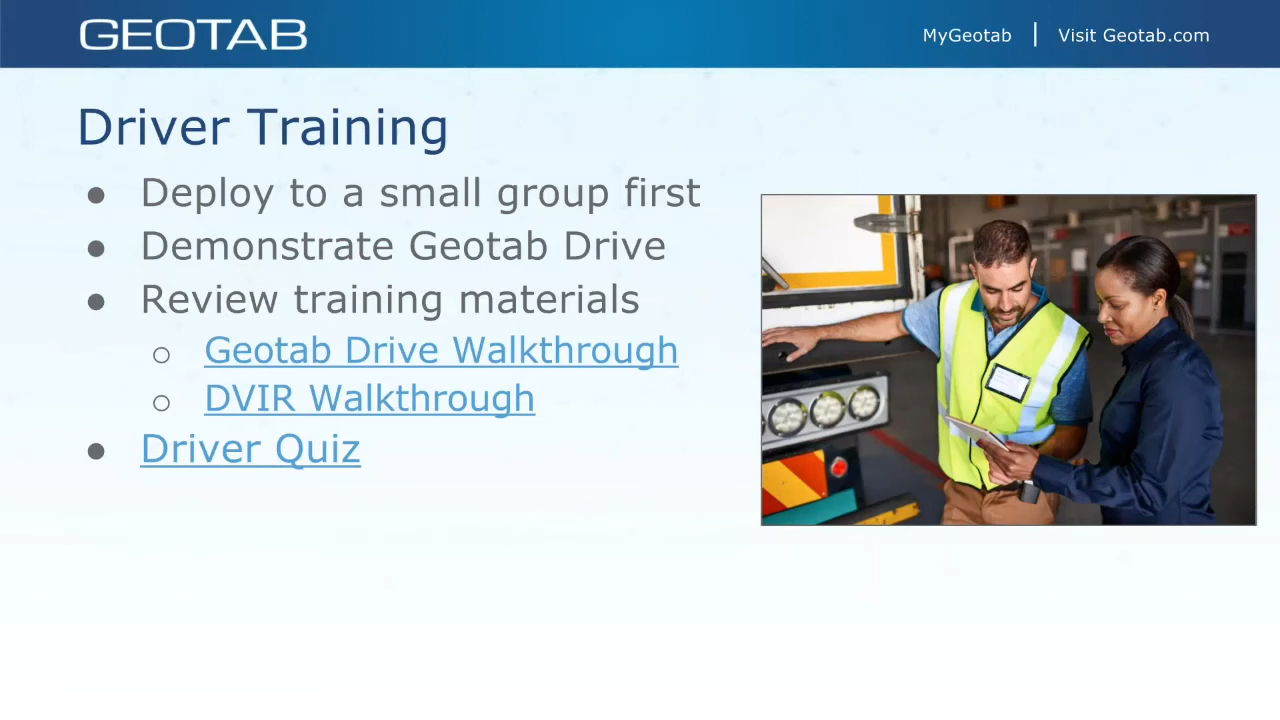 GEOTAB
MyGeotab | Visit Geotab.com
Driver Training
● Deploy to a small group first
● Demonstrate Geotab Drive
● Review training materials
○ Geotab Drive Walkthrough
○ DVIR Walkthrough
● Driver Quiz